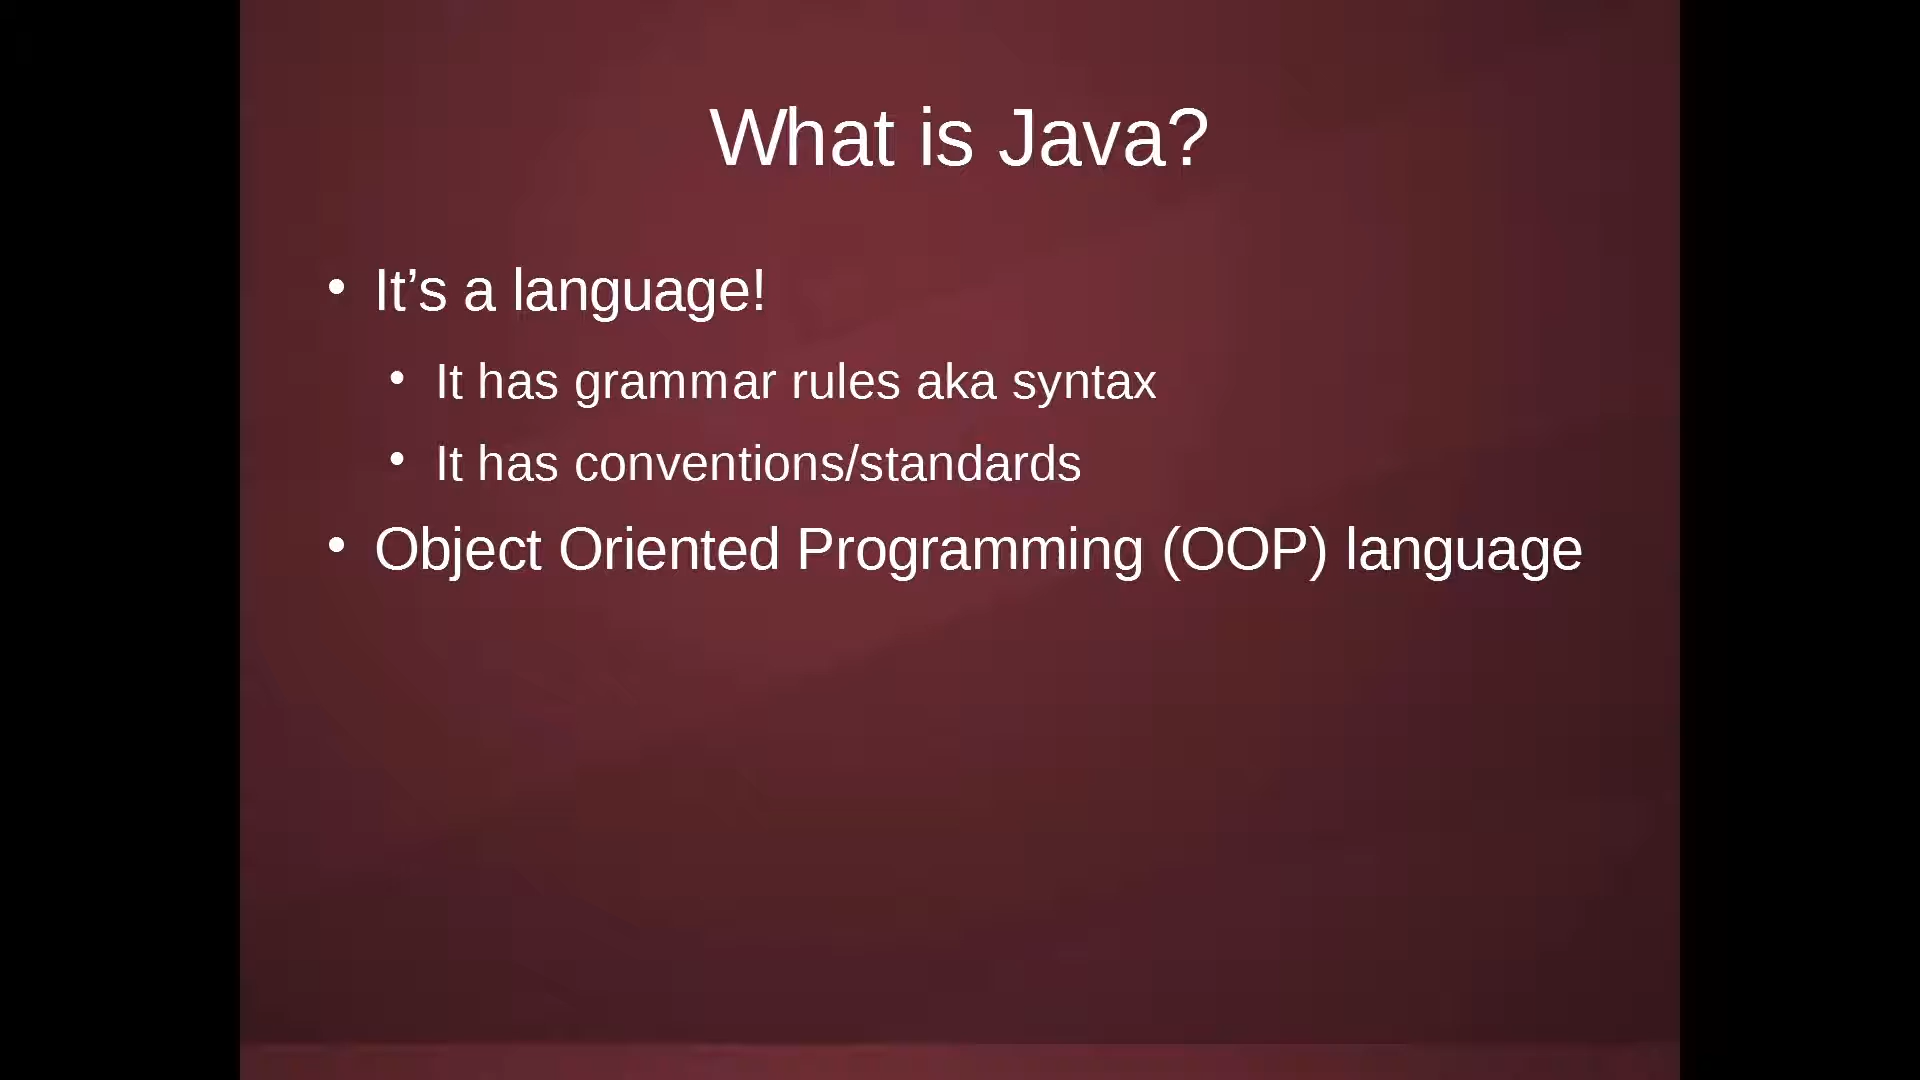 What is Java?
• It’s a language!
• It has grammar rules aka syntax
• It has conventions/standards
• Object Oriented Programming (OOP) language